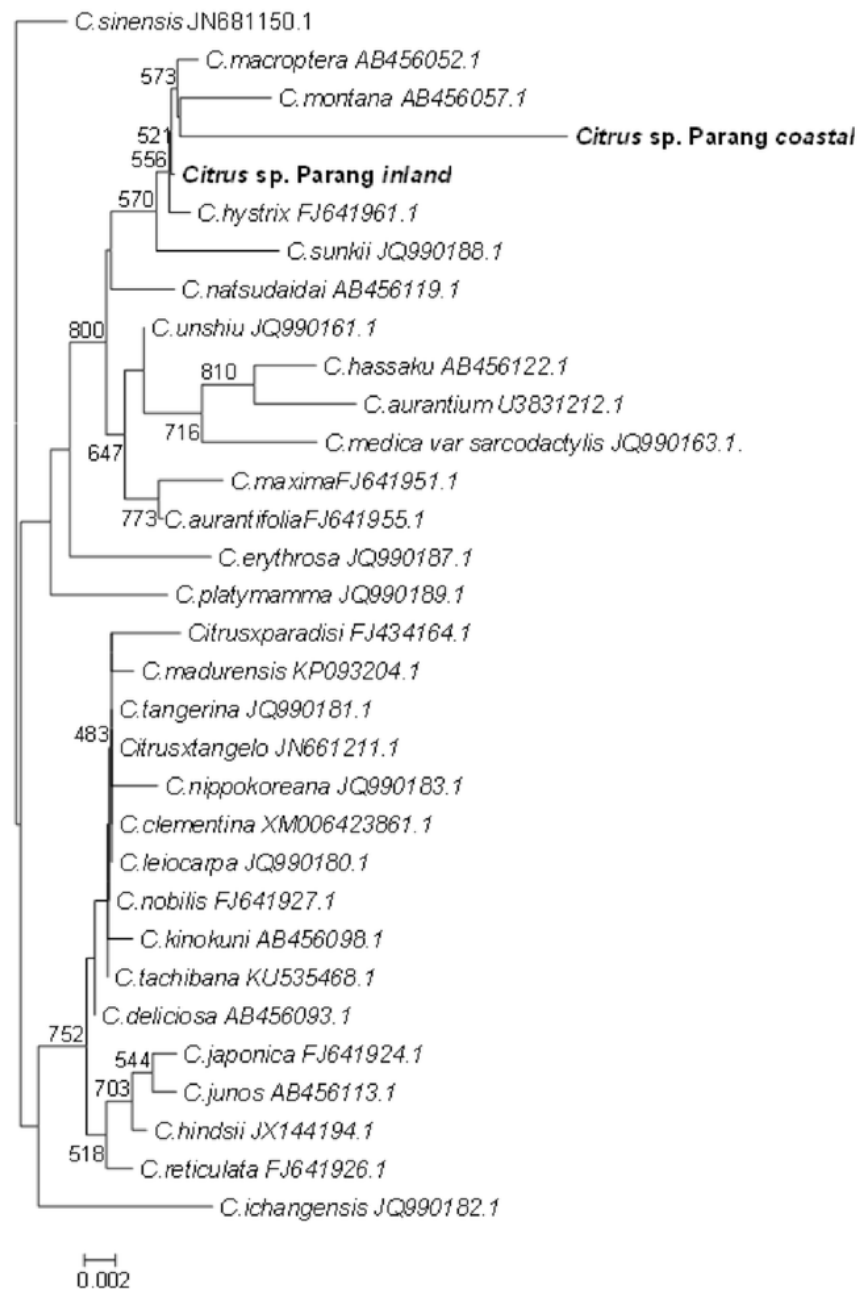 C.sinensis JN681150.1
C.macroptera AB456052.1
573
C.montana AB456057.1
521
Citrus sp. Parang coastal
556
Citrus sp. Parang inland
570
C.hystrix FJ641961.1
C.sunkii JQ990188.1
C.natsudaidai AB456119.1
800
C.unshiu JQ990161.1
810
C.hassaku AB456122.1
C.aurantium U3831212.1
716
C.medica var sarcodactylis JQ990163.1.
647
C.maximaFJ641951.1
773
C.aurantifoliaFJ641955.1
C.erythrosa JQ990187.1
C.platymamma JQ990189.1
Citrusxparadisi FJ434164.1
C.madurensis KP093204.1
C.tangerina JQ990181.1
483
Citrusxtangelo JN661211.1
C.nippokoreana JQ990183.1
C.clementina XM006423861.1
C.leiocarpa JQ990180.1
C.nobilis FJ641927.1
C.kinokuni AB456098.1
C.tachibana KU535468.1
C.deliciosa AB456093.1
752
544
C.japonica FJ641924.1
703
C.junos AB456113.1
C.hindsii JX144194.1
518
C.reticulata FJ641926.1
C.ichangensis JQ990182.1
0.002